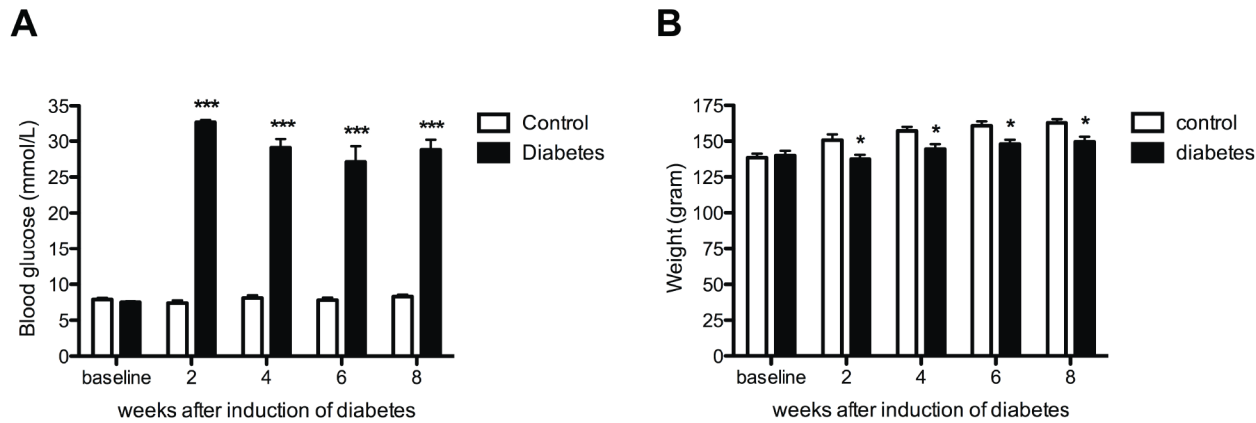 A
Blood glucose (mmol/L)
35
30
25
20
15
10
5
0
***
***
***
***
Control
Diabetes
baseline
2
4
6
8
weeks after induction of diabetes
B
Weight (gram)
175
150
125
100
75
50
25
0
*
*
*
*
control
diabetes
baseline
2
4
6
8
weeks after induction of diabetes